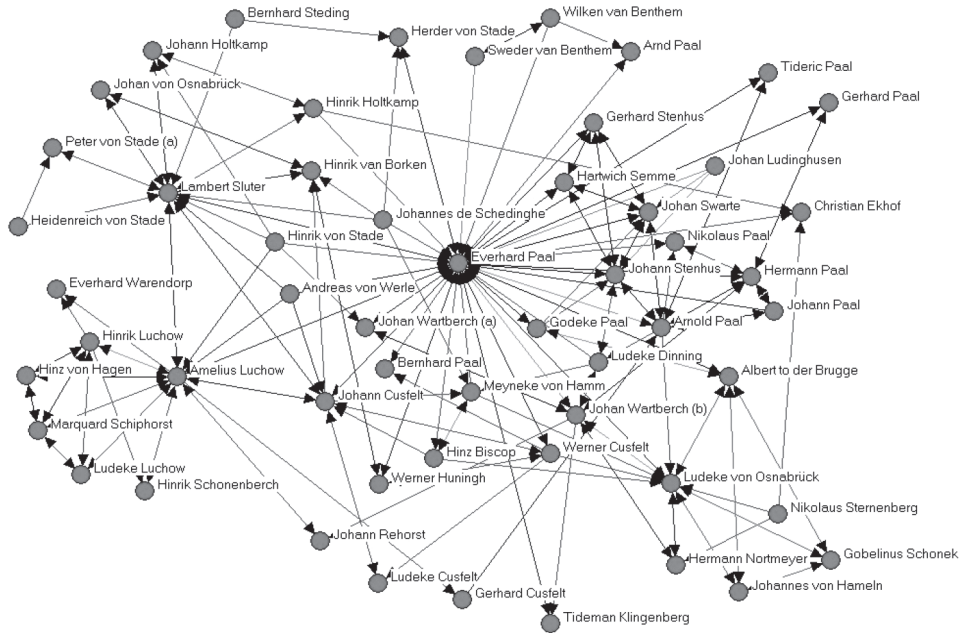 Bernhard Steding
Wilken van Benthem
Herder von Stade
Johann Holtkamp
Sweder van Benthem
Arnd Paal
Tideric Paal
Johan von Osnabrück
Hinrik Holtkamp
Gerhard Paal
Gerhard Stenhus
Peter von Stade (a)
Hinrik van Borken
Johan Ludinghusen
Lambert Sluter
Hartwich Semme
Heidenreich von Stade
Johannes de Schedinghe
Johan Swarte
Christian Ekhof
Hinrik von Stade
Nikolaus Paal
Everhard Paal
Johann Stenhus
Hermann Paal
Everhard Warendorp
Andreas von Werle
Johann Paal
Hinrik Luchow
Johan Wartberch (a)
Godeke Paal
Arnold Paal
Hinz von Hagen
Amelius Luchow
Bernhard Paal
Ludeke Dinning
Albert to der Brugge
Meyneke von Hamm
Johann Cusfelt
Johan Wartberch (b)
Marquard Schiphorst
Werner Cusfelt
Hinz Biscop
Ludeke Luchow
Werner Huningh
Ludeke von Osnabrück
Hinrik Schonenberch
Nikolaus Sternenberg
Johann Rehorst
Hermann Nortmeyer
Gobelinus Schonek
Ludeke Cusfelt
Gerhard Cusfelt
Johannes von Hameln
Tideman Klingenberg